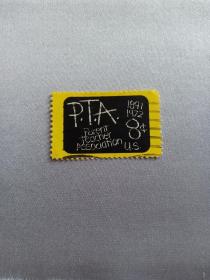 P.T.A.
1897
1972
Parent
Teacher
Association
8¢
U.S.